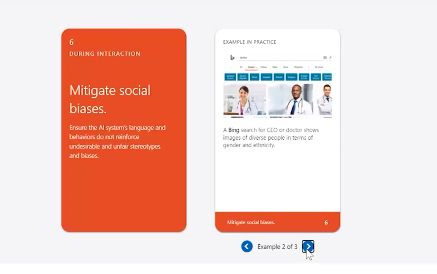 6
DURING INTERACTION
Mitigate social
biases.
Ensure the AI system's language and
behaviors do not reinforce
undesirable and unfair stereotypes
and biases.
EXAMPLE IN PRACTICE
A Bing search for CEO or doctor shows
images of diverse people in terms of
gender and ethnicity.
Mitigate social biases. 6
Example 2 of 3